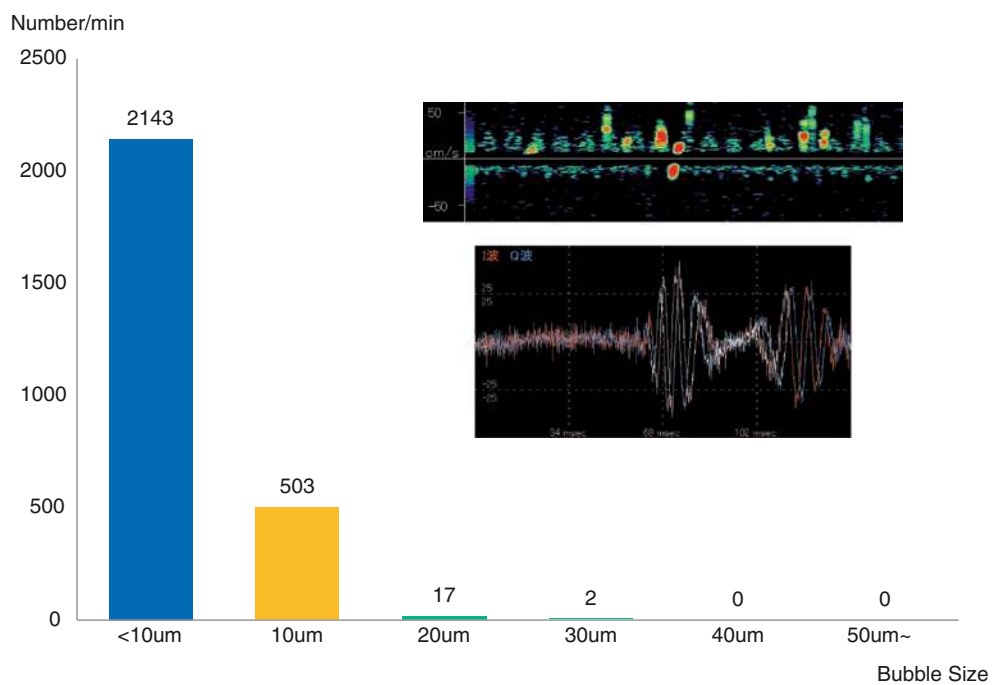 Number/min
2500
2143
2000
1500
1000
500
503
17
2
0
0
0
<10um
10um
20um
30um
40um
50um~
Bubble Size
50
cm/s
-50
I波 Q波
25
25
-25
-25
34 msec
68 msec
102 msec